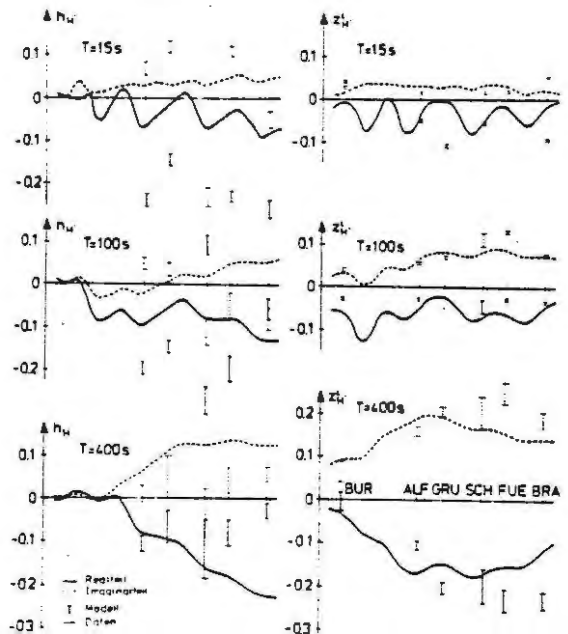 h_H
T=15s
0.1
0
-0.1
-0.2
z'_H
T=15s
0.1
0
-0.1
h_H
T=100s
0.1
0
-0.1
-0.2
z'_H
T=100s
0.1
0
-0.1
h_H
T=400s
0.1
0
-0.1
-0.2
-0.3
Realteil
Imaginärteil
Modell
Daten
z'_H
T=400s
0.2
0.1
0
BUR ALF GRU SCH FUE BRA
-0.1
-0.2
-0.3